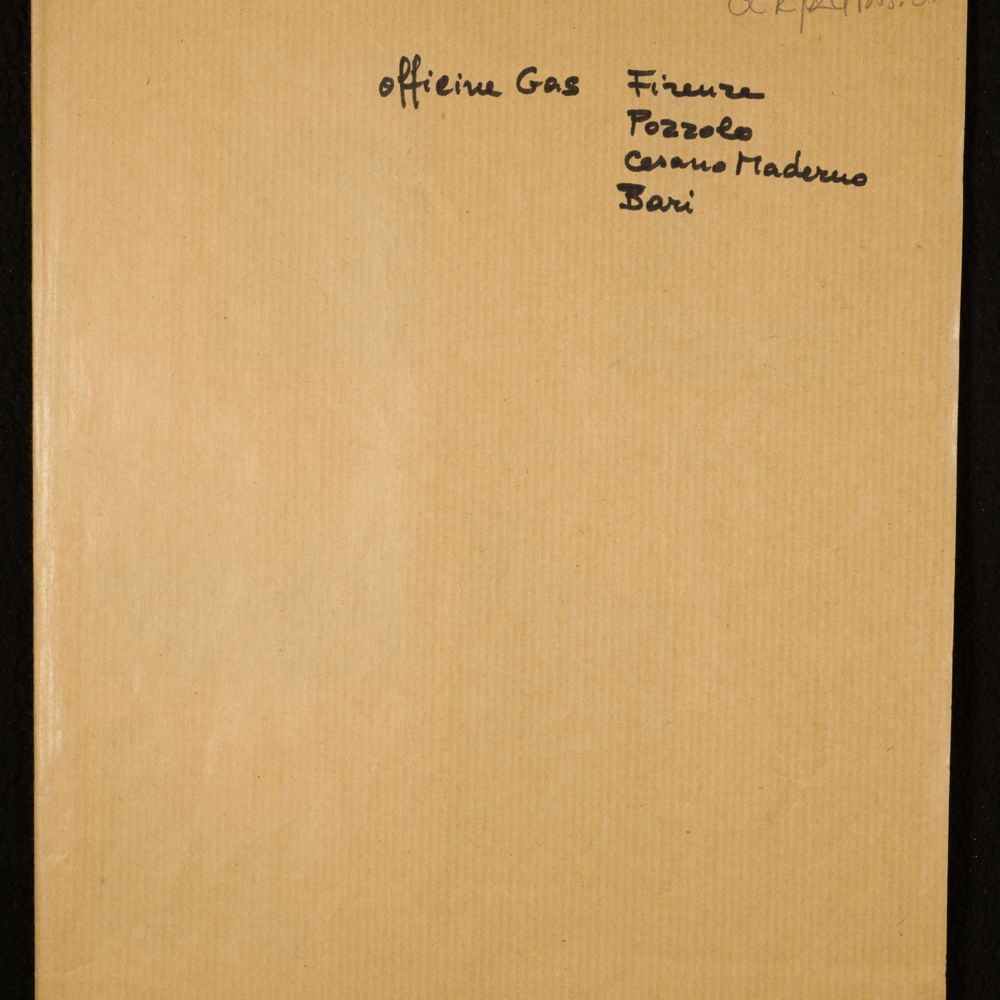 officine Gas Firenze
Pozzolo
Cesano Maderno
Bari